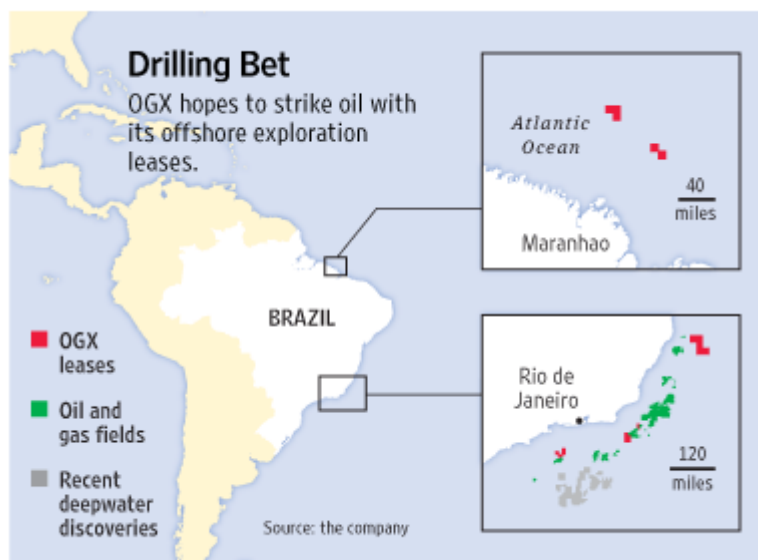 Drilling Bet
OGX hopes to strike oil with
its offshore exploration
leases.
Atlantic
Ocean
40
miles
Maranhao
BRAZIL
OGX
leases
Oil and
gas fields
Recent
deepwater
discoveries
Rio de
Janeiro
120
miles
Source: the company